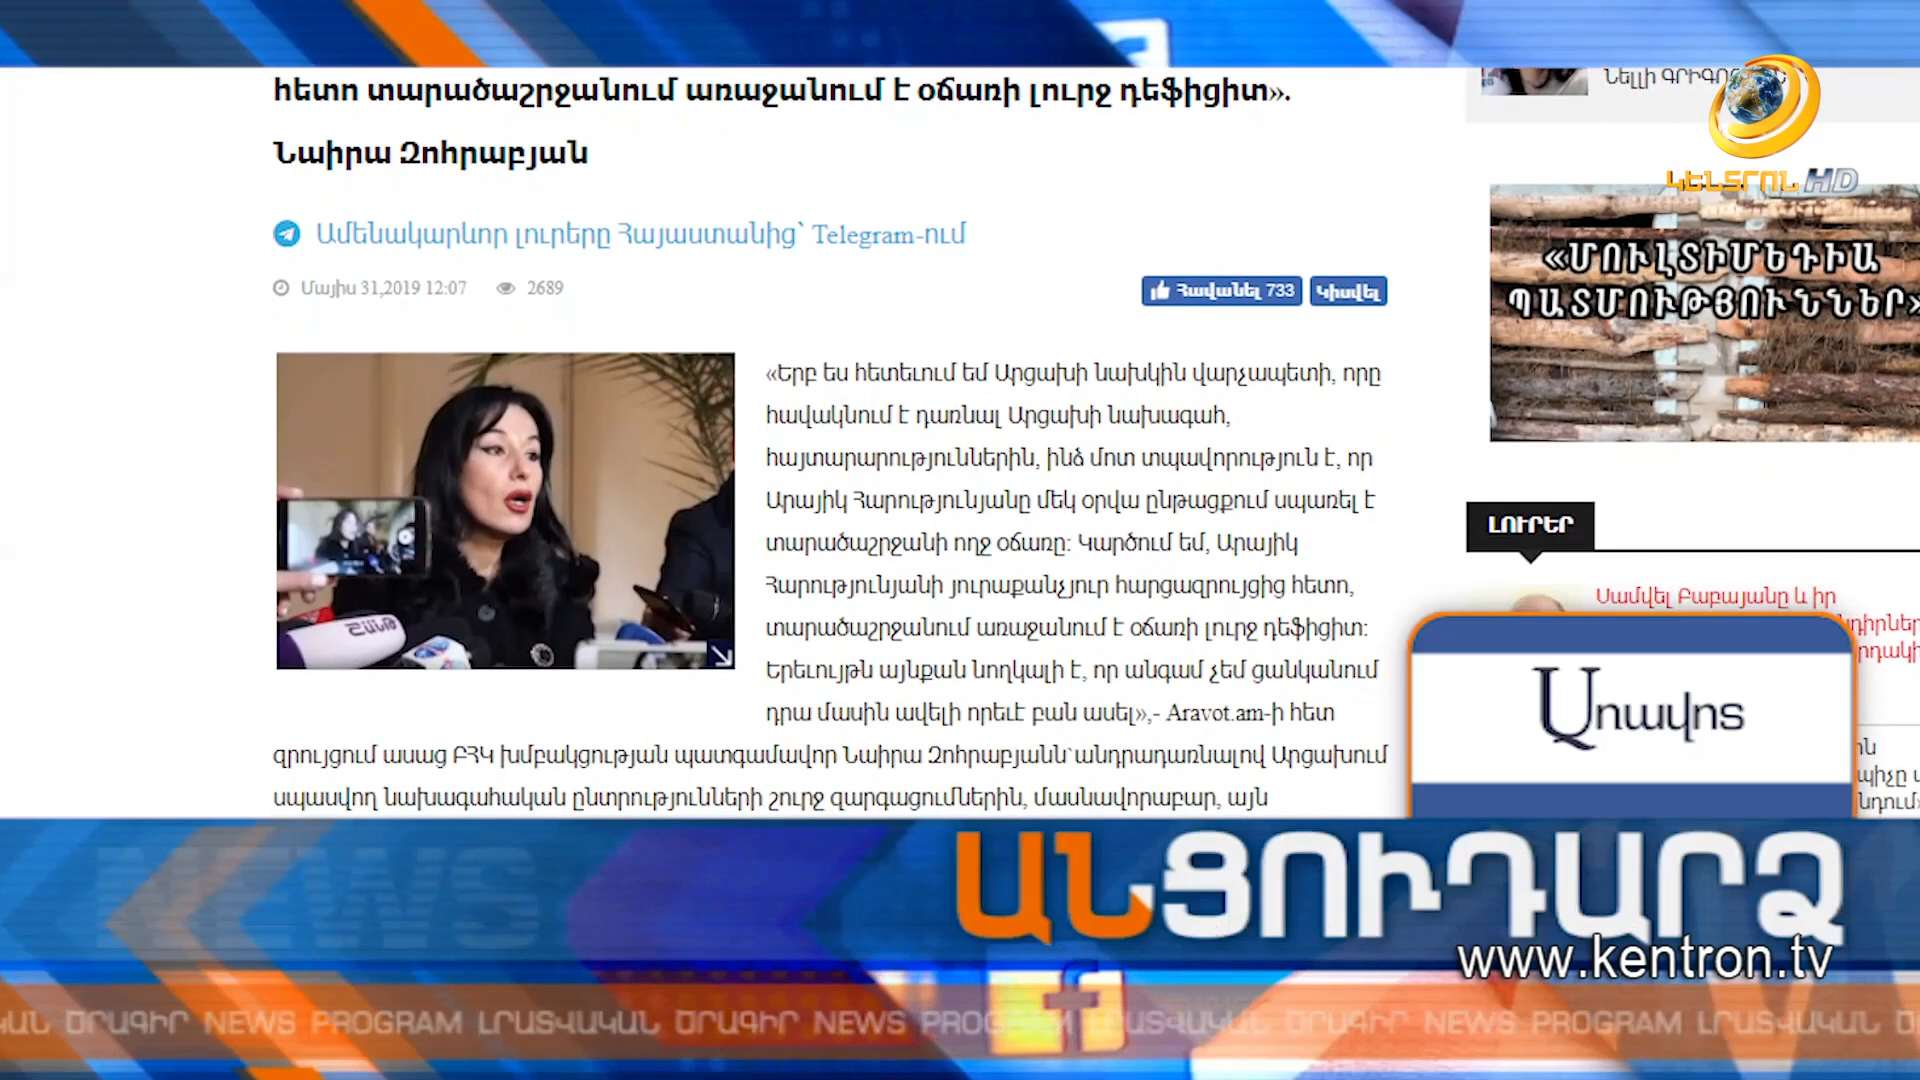 հետո տարածաշրջանում առաջանում է օճառի լուրջ դեֆիցիտ».
Նաիրա Զոհրաբյան
Ամենակարևոր լուրերը Հայաստանից՝ Telegram-ում
Մայիս 31,2019 12:07 2689
Հավանել 733 Կիսվել
«Երբ ես հետեւում եմ Արցախի նախկին վարչապետի, որը
հավակնում է դառնալ Արցախի նախագահ,
հայտարարություններին, ինձ մոտ տպավորություն է, որ
Արայիկ Հարությունյանը մեկ օրվա ընթացքում սպառել է
տարածաշրջանի ողջ օճառը: Կարծում եմ, Արայիկ
Հարությունյանի յուրաքանչյուր հարցազրույցից հետո,
տարածաշրջանում առաջանում է օճառի լուրջ դեֆիցիտ:
Երեւույթն այնքան նողկալի է, որ անգամ չեմ ցանկանում
դրա մասին ավելի որեւէ բան ասել»,- Aravot.am-ի հետ
զրույցում ասաց ԲՀԿ խմբակցության պատգամավոր Նաիրա Զոհրաբյանն՝անդրադառնալով Արցախում
սպասվող նախագահական ընտրությունների շուրջ զարգացումներին, մասնավորաբար, այն
ՇԱՆԹ
Նելլի
ԿԵՆՏՐՈՆ HD
«ՄՈՒԼՏԻՄԵԴԻԱ
ՊԱՏՄՈՒԹՅՈՒՆՆԵՐ»
ԼՈՒՐԵՐ
Սամվել Բաբայանը և իր
Առավոտ
NEWS
ԱՆՑՈՒԴԱՐՁ
www.kentron.tv
ԾՐԱԳԻՐ NEWS PROGRAM ԼՐԱՏՎԱԿԱՆ ԾՐԱԳԻՐ NEWS ԾՐԱԳԻՐ NEWS PROGRAM ԼՐԱՏՎԱԿԱՆ